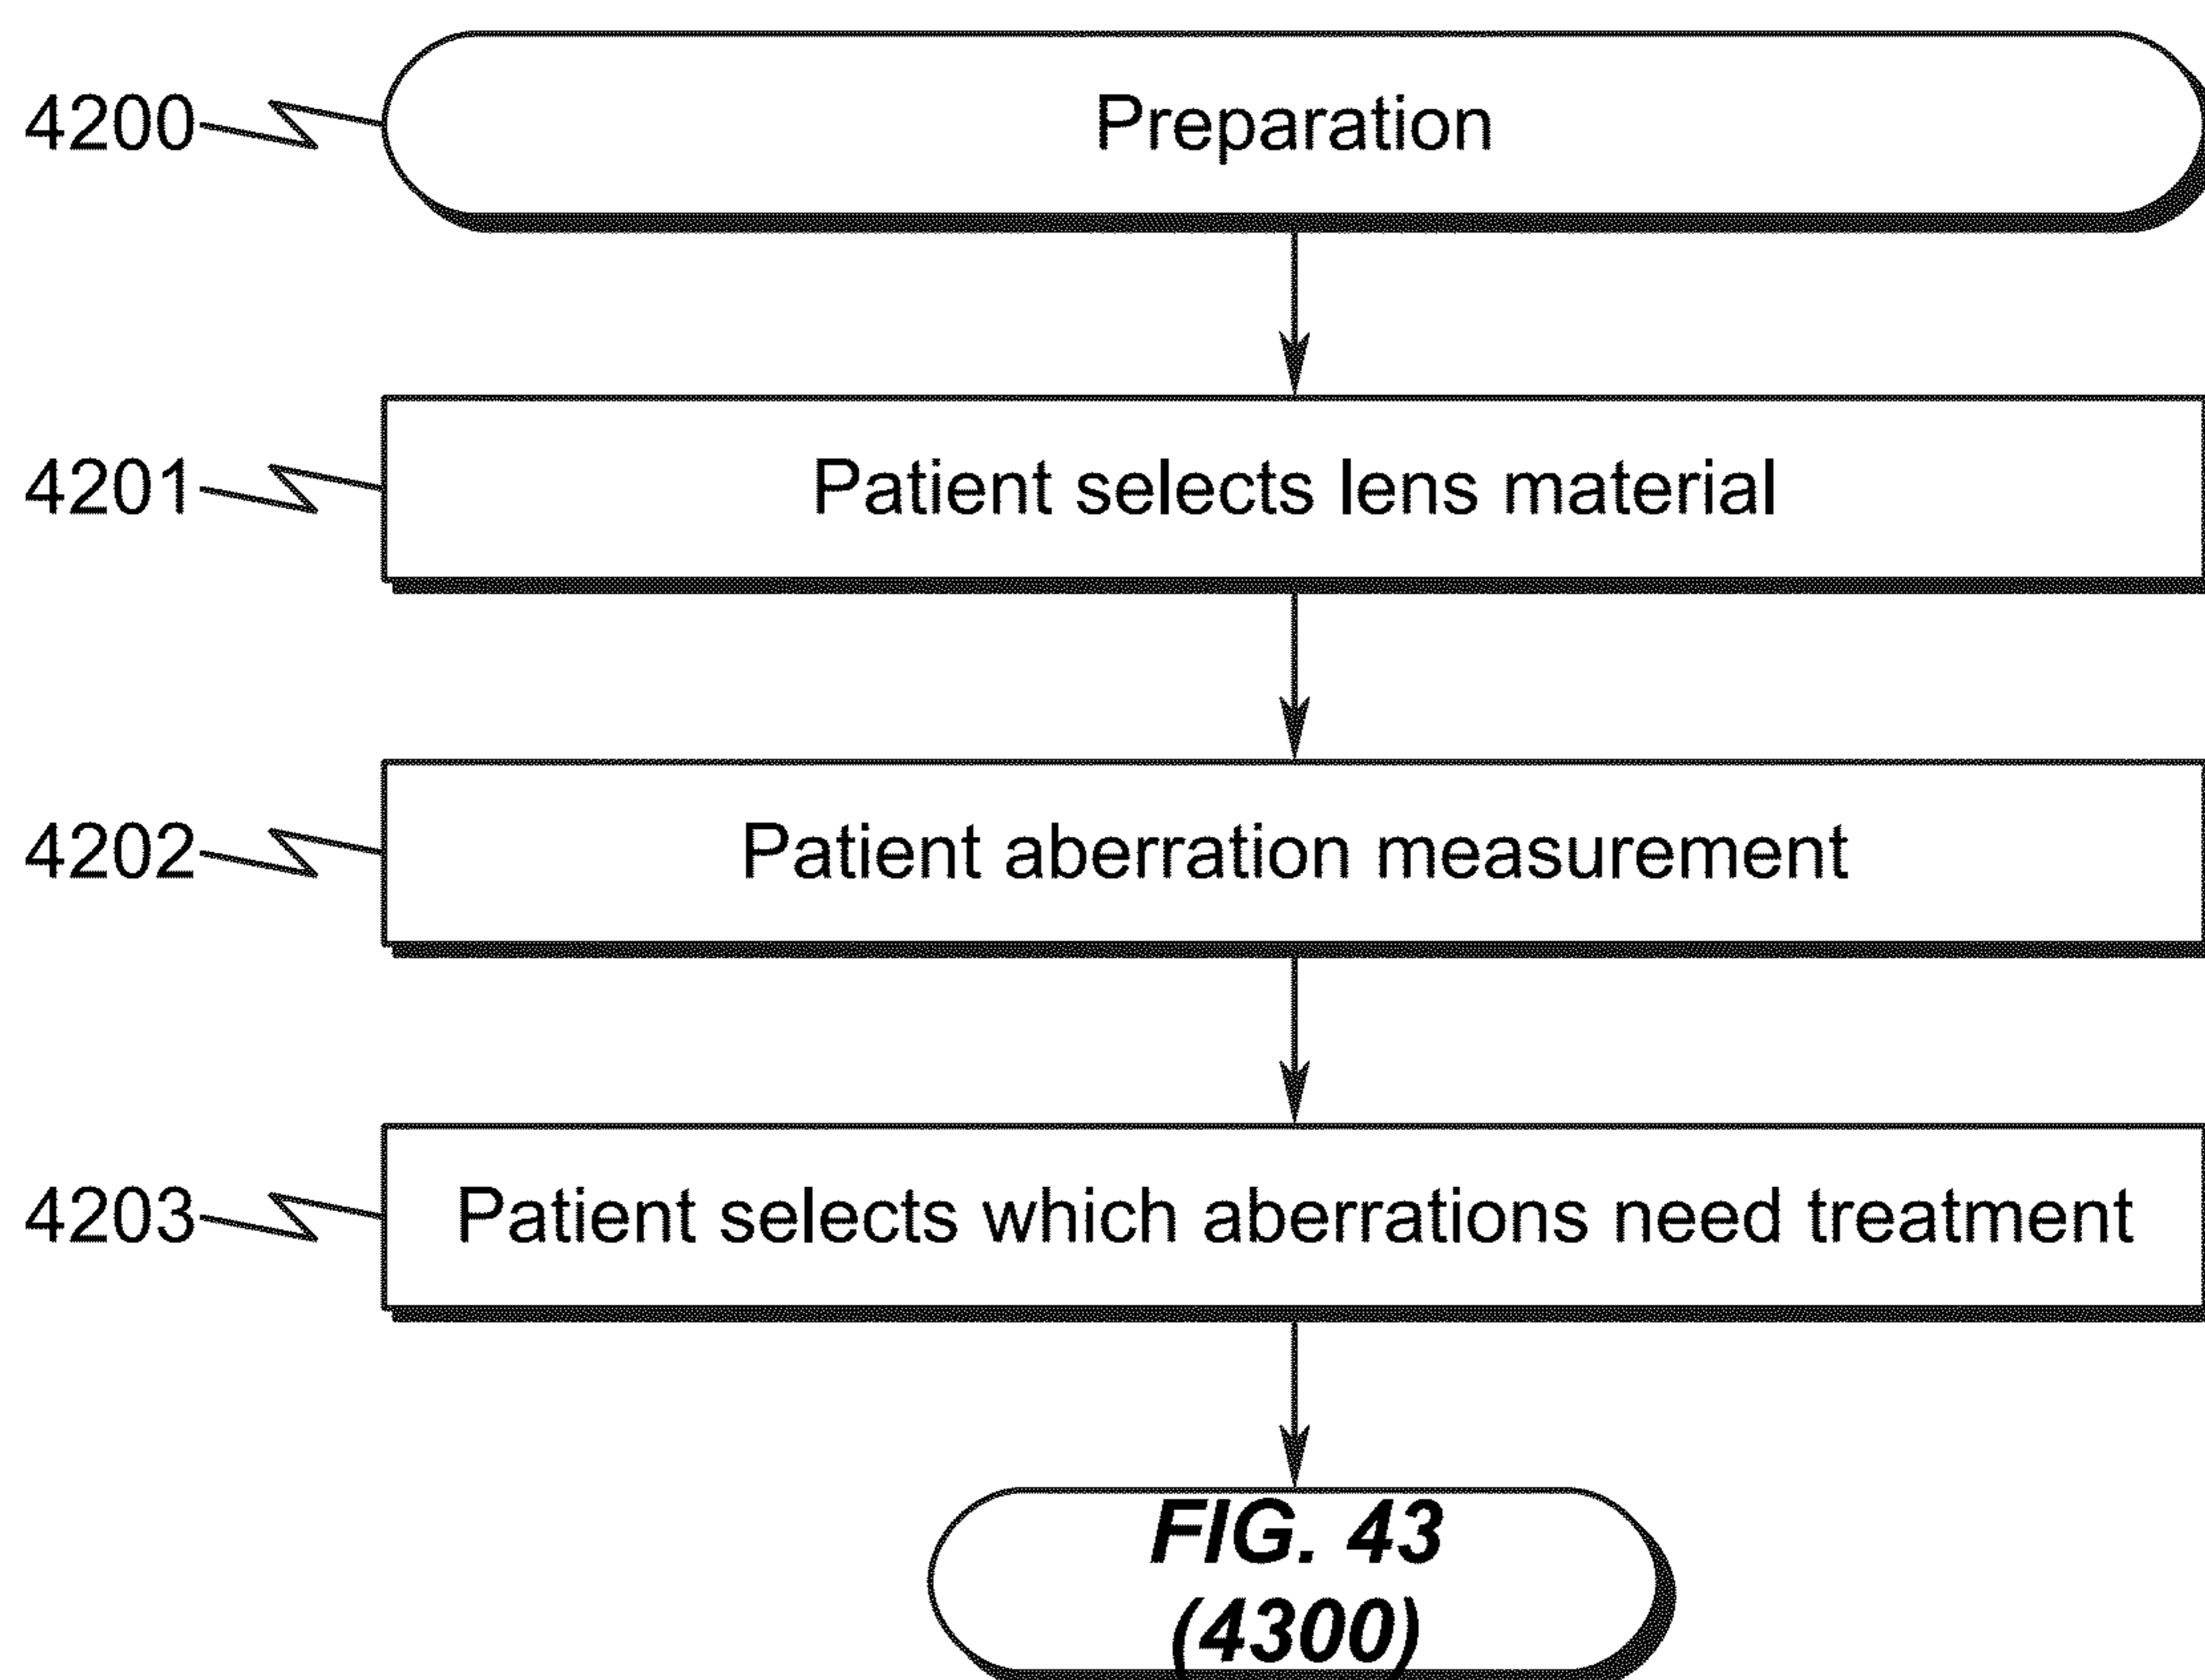 4200 Preparation
4201 Patient selects lens material
4202 Patient aberration measurement
4203 Patient selects which aberrations need treatment
FIG. 43
(4300)